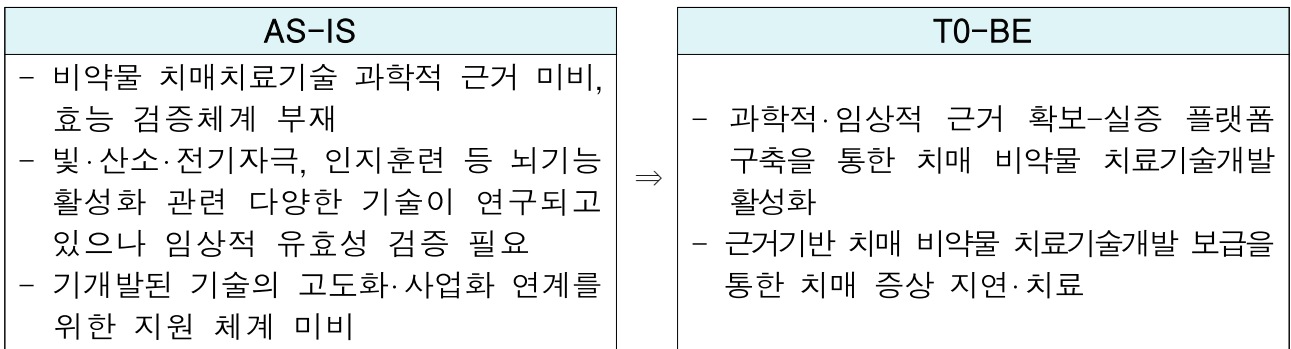 AS-IS
- 비약물 치매치료기술 과학적 근거 미비,
효능 검증체계 부재
- 빛·산소·전기자극, 인지훈련 등 뇌기능
활성화 관련 다양한 기술이 연구되고
있으나 임상적 유효성 검증 필요
- 기개발된 기술의 고도화·사업화 연계를
위한 지원 체계 미비
⇒
T0-BE
- 과학적·임상적 근거 확보-실증 플랫폼
구축을 통한 치매 비약물 치료기술개발
활성화
- 근거기반 치매 비약물 치료기술개발 보급을
통한 치매 증상 지연·치료